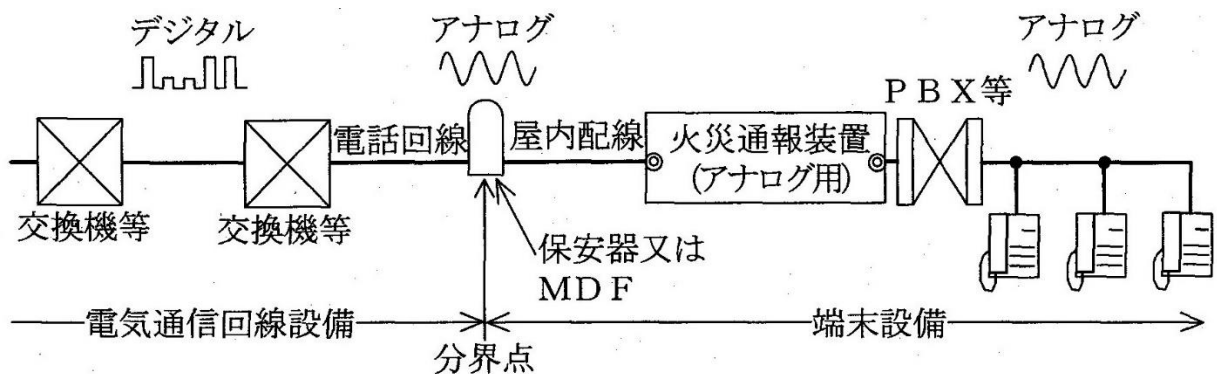 デジタル
アナログ
アナログ
PBX等
電話回線
屋内配線
火災通報装置
(アナログ用)
交換機等
交換機等
保安器又は
MDF
電気通信回線設備
端末設備
分界点